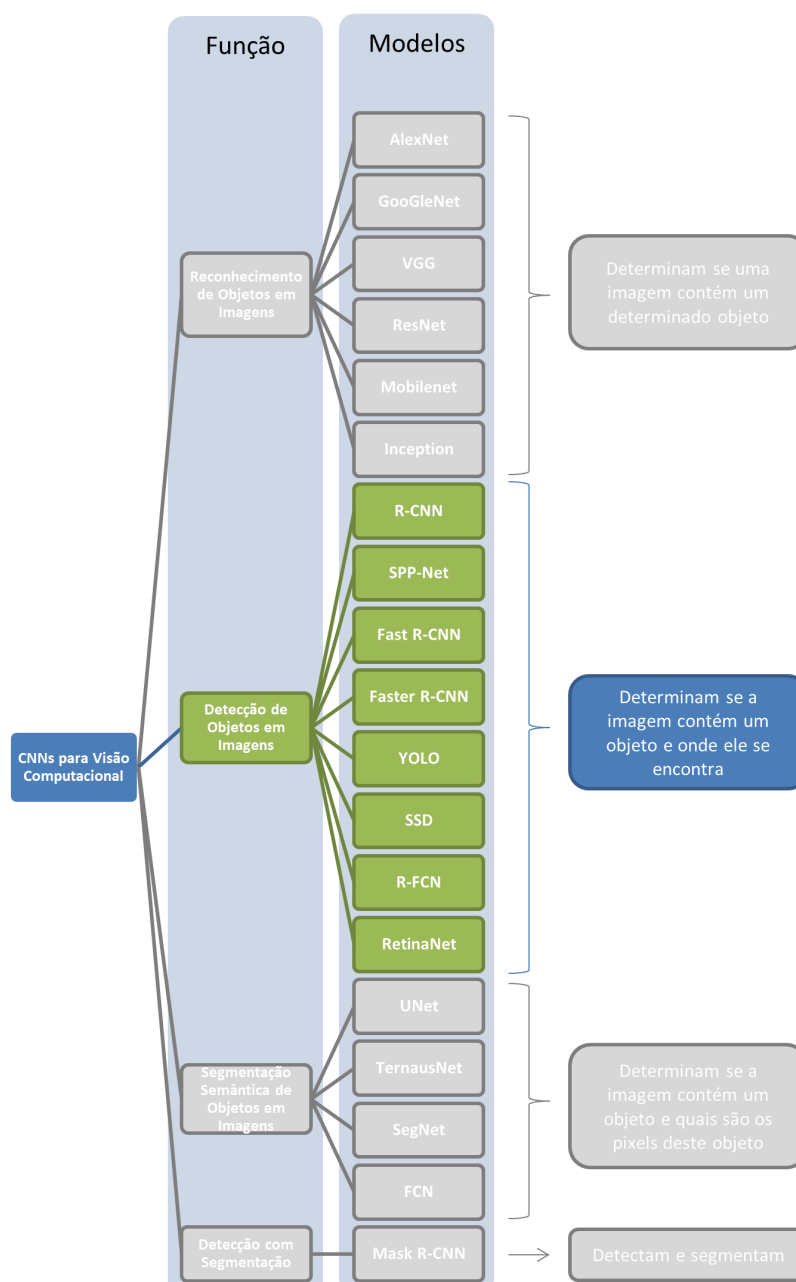 Função
Modelos
AlexNet
GooGleNet
VGG
ResNet
Mobilenet
Inception
Reconhecimento
de Objetos em
Imagens
Determinam se uma
imagem contém um
determinado objeto
R-CNN
SPP-Net
Fast R-CNN
Faster R-CNN
YOLO
SSD
R-FCN
RetinaNet
Detecção de
Objetos em
Imagens
Determinam se a
imagem contém um
objeto e onde ele se
encontra
CNNs para Visão
Computacional
UNet
TernausNet
SegNet
FCN
Segmentação
Semântica de
Objetos em
Imagens
Determinam se a
imagem contém um
objeto e quais são os
pixels deste objeto
Detecção com
Segmentação
Mask R-CNN
Detectam e segmentam